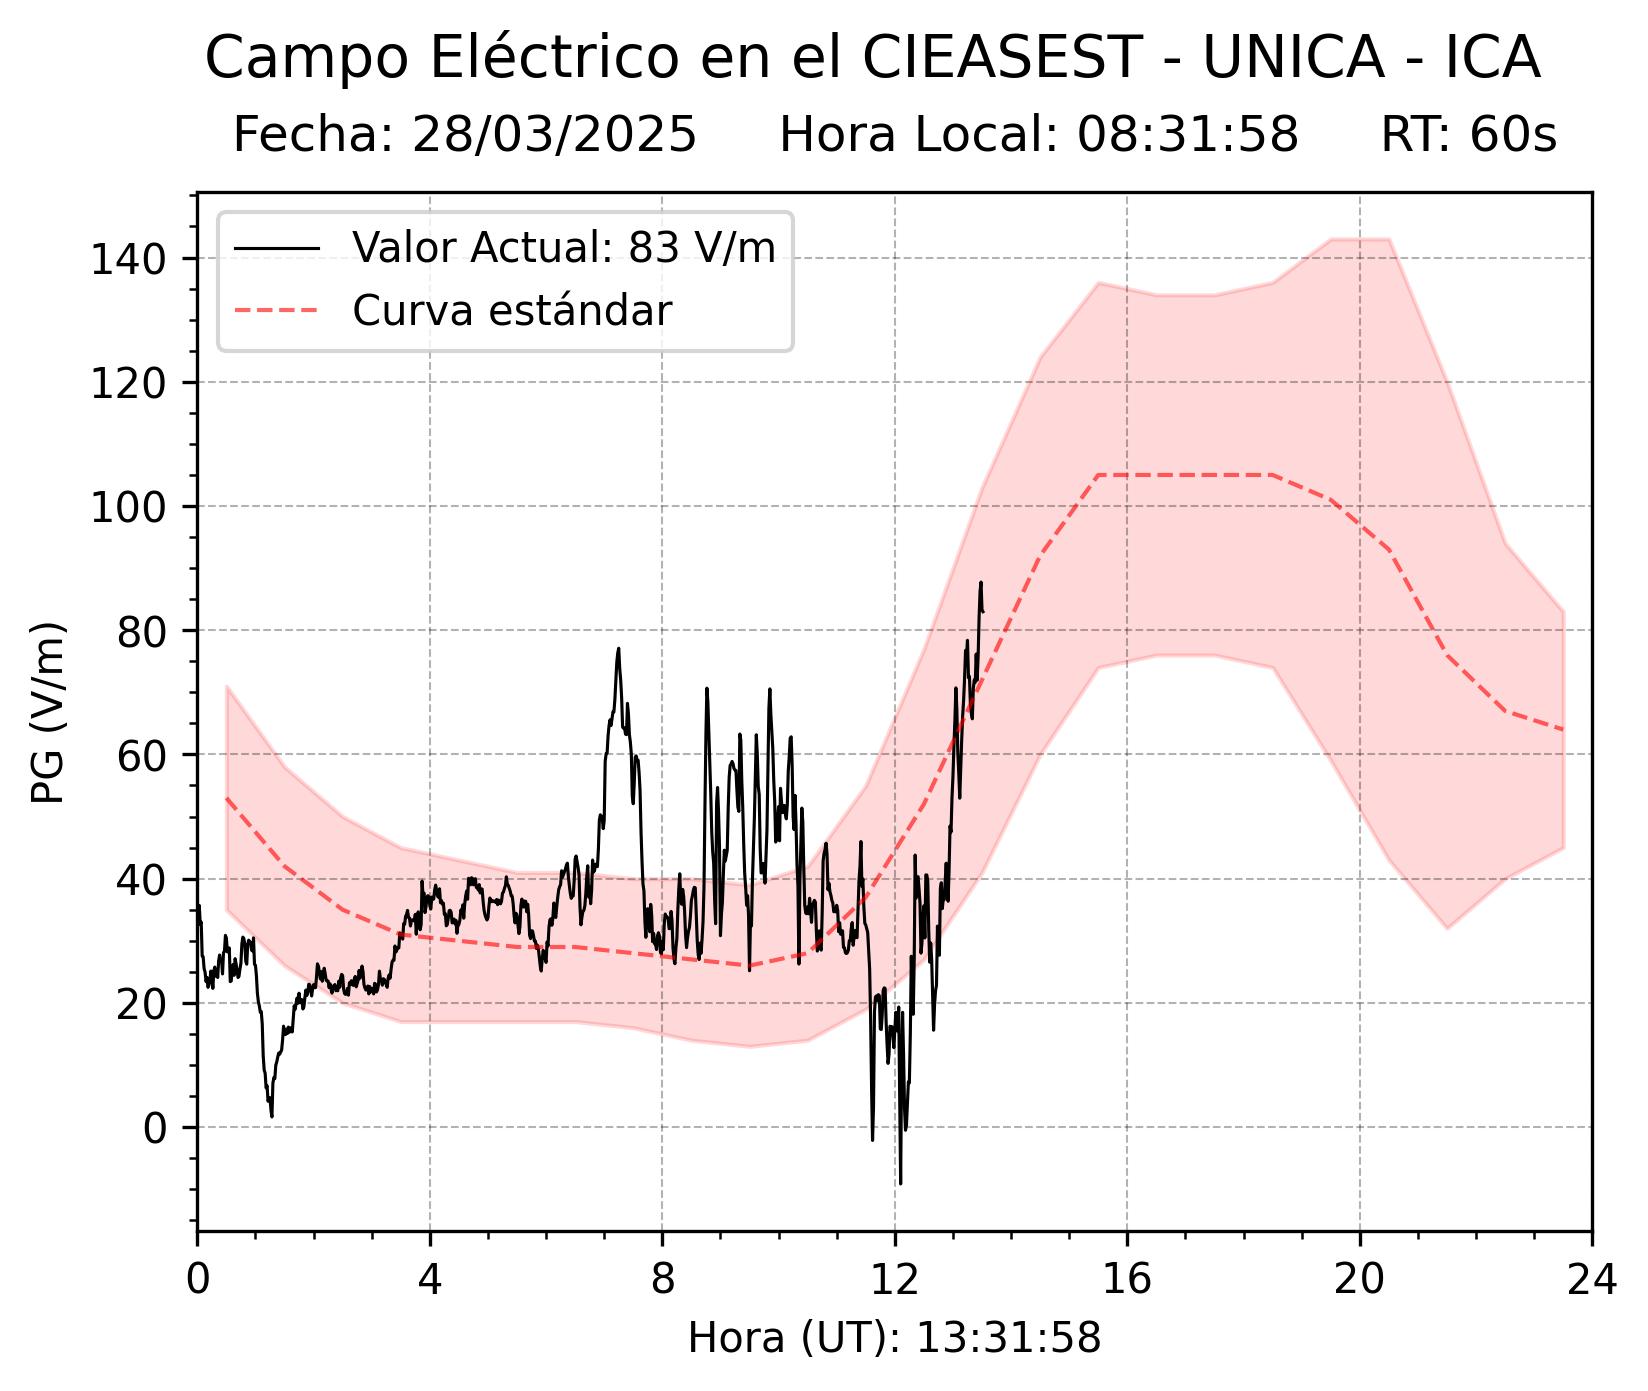 Campo Eléctrico en el CIEASEST - UNICA - ICA
Fecha: 28/03/2025 Hora Local: 08:31:58 RT: 60s
Valor Actual: 83 V/m
Curva estándar
PG (V/m)
140
120
100
80
60
40
20
0
0 4 8 12 16 20 24
Hora (UT): 13:31:58